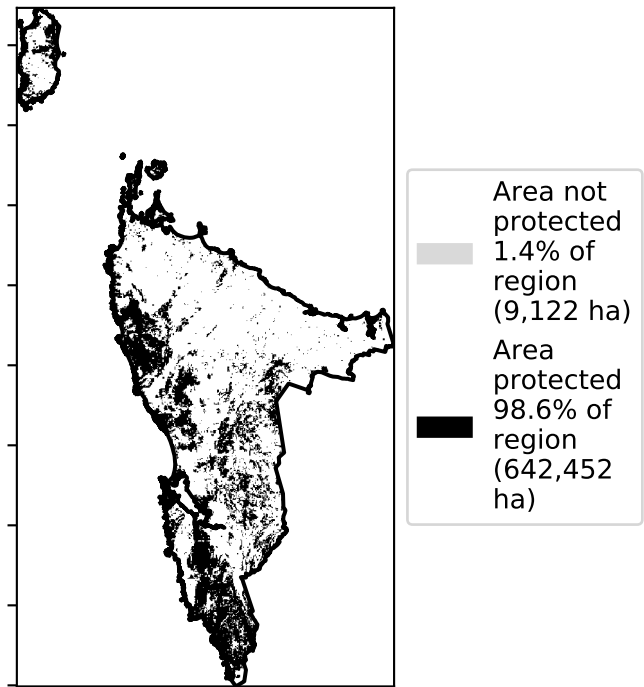 Area not
protected
1.4% of
region
(9,122 ha)
Area
protected
98.6% of
region
(642,452
ha)